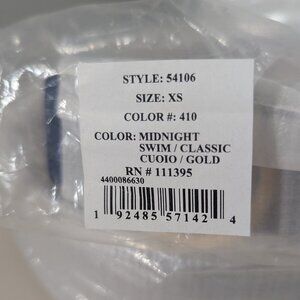 STYLE: 54106
SIZE: XS
COLOR #: 410
COLOR: MIDNIGHT
SWIM / CLASSIC
CUOIO / GOLD
RN # 111395
4400086630
1 92485 57142 4